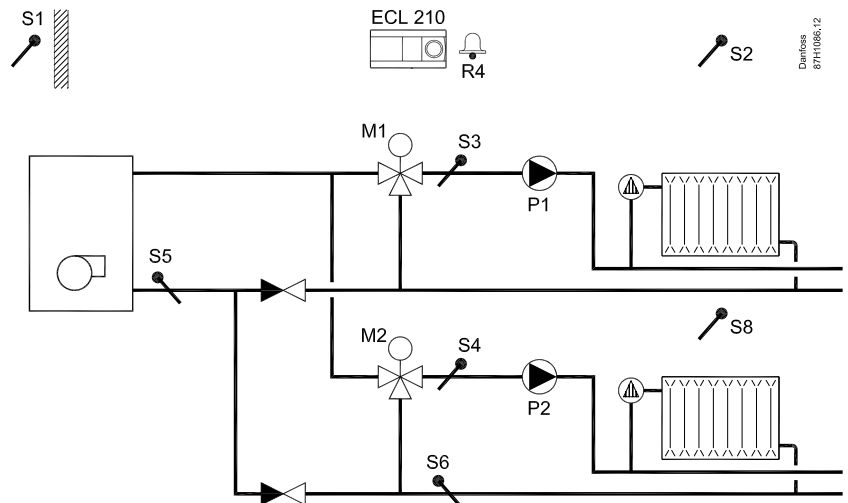 S1
ECL 210
R4
S2
Danfoss
87H1086.12
M1
S3
P1
S5
S8
M2
S4
P2
S6